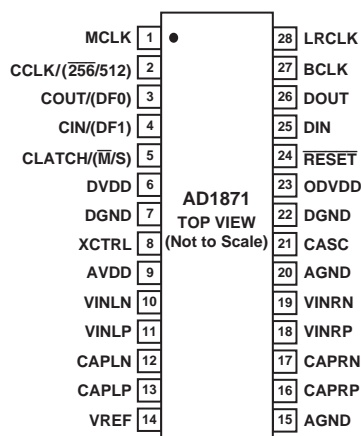 MCLK 1 28 LRCLK
CCLK/(2̅5̅6̅/512) 2 27 BCLK
COUT/(DF0) 3 26 DOUT
CIN/(DF1) 4 25 DIN
CLATCH/(M̅/S) 5 24 R̅E̅S̅E̅T̅
DVDD 6 23 ODVDD
DGND 7 22 DGND
XCTRL 8 21 CASC
AVDD 9 20 AGND
VINLN 10 19 VINRN
VINLP 11 18 VINRP
CAPLN 12 17 CAPRN
CAPLP 13 16 CAPRP
VREF 14 15 AGND
AD1871
TOP VIEW
(Not to Scale)